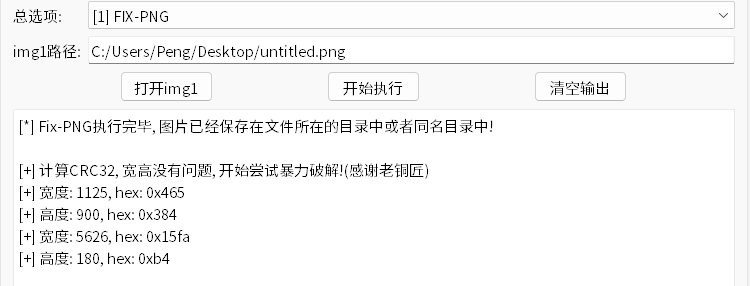 总选项: [1] FIX-PNG
img1路径: C:/Users/Peng/Desktop/untitled.png
打开img1 开始执行 清空输出
[*] Fix-PNG执行完毕, 图片已经保存在文件所在的目录中或者同名目录中!
[+] 计算CRC32, 宽高没有问题, 开始尝试暴力破解!(感谢老铜匠)
[+] 宽度: 1125, hex: 0x465
[+] 高度: 900, hex: 0x384
[+] 宽度: 5626, hex: 0x15fa
[+] 高度: 180, hex: 0xb4